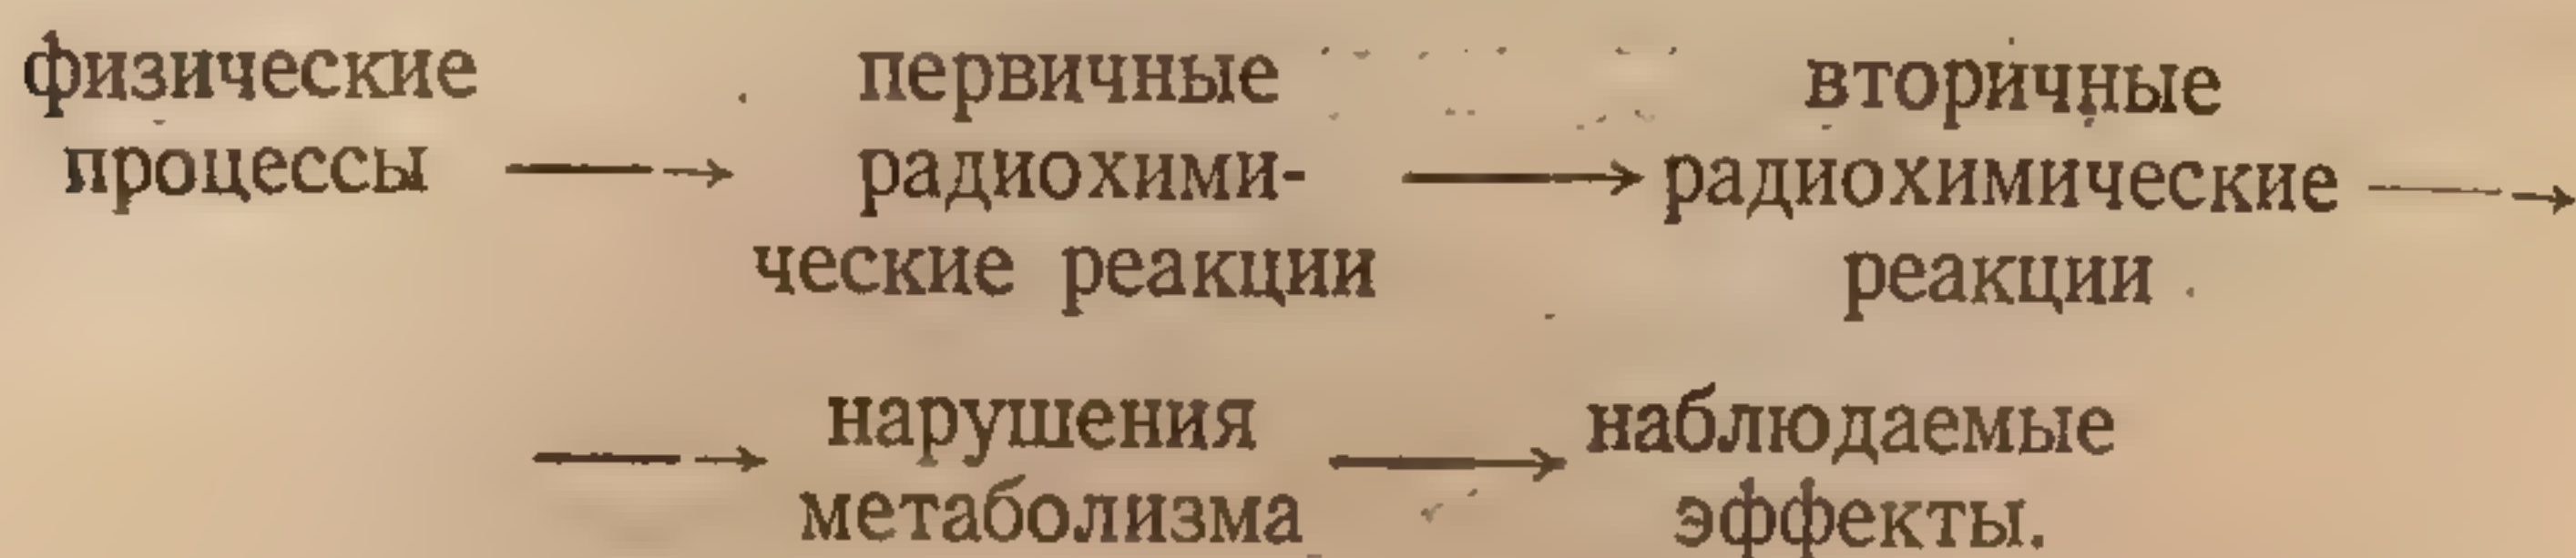 физические первичные вторичные
процессы → радиохими- → радиохимические →
ческие реакции реакции
→ нарушения → наблюдаемые
метаболизма эффекты.